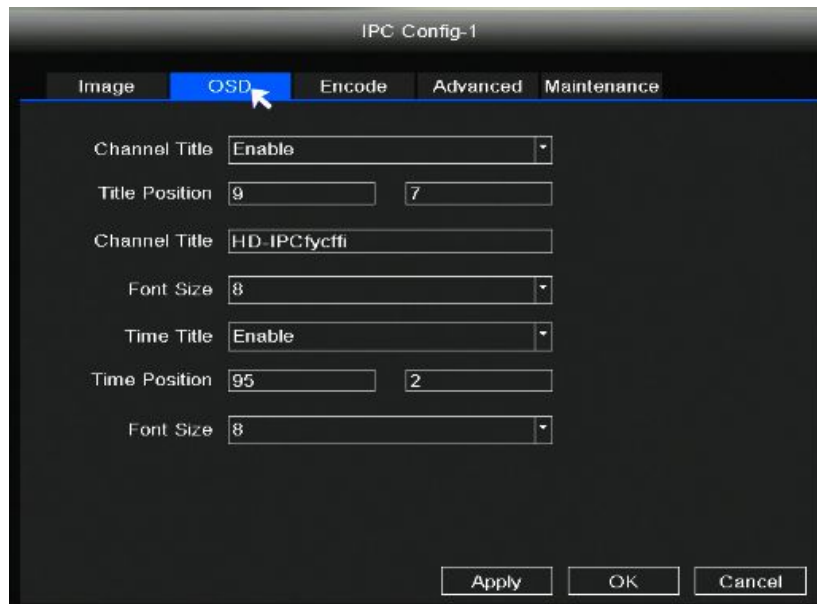 IPC Config-1
Image OSD Encode Advanced Maintenance
Channel Title Enable
Title Position 9 7
Channel Title HD-IPCfycffi
Font Size 8
Time Title Enable
Time Position 95 2
Font Size 8
Apply OK Cancel